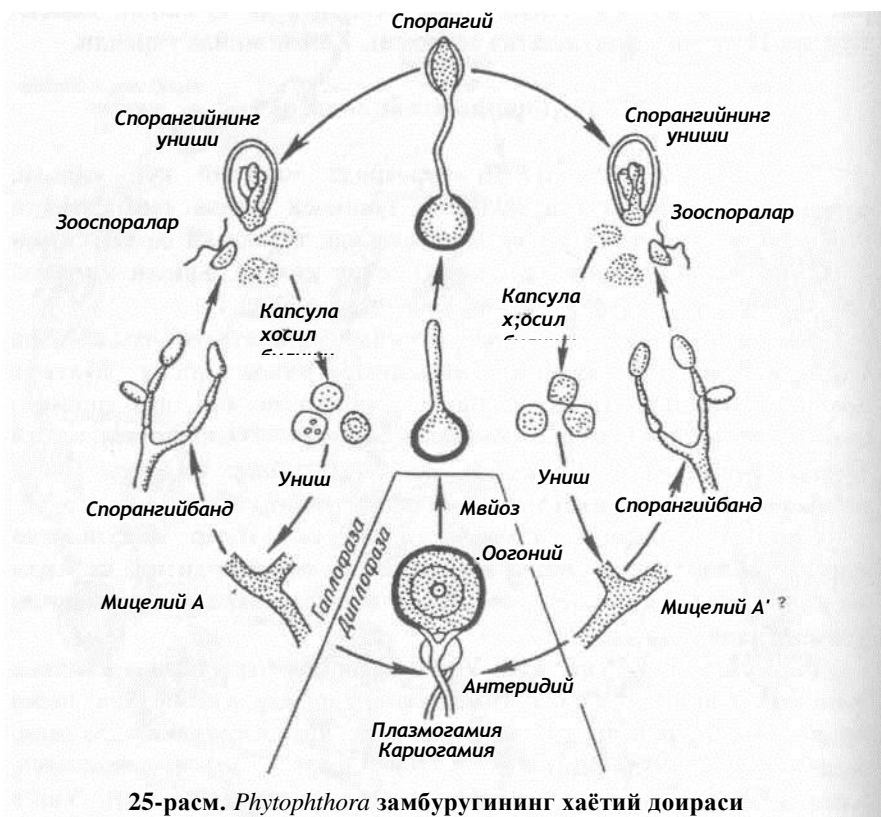 Спорангий
Спорангийнинг
униши
Спорангийнинг
униши
Зооспоралар
Зооспоралар
Капсула
хосил
Капсула
х;осил
Униш
Униш
Спорангийбанд
Спорангийбанд
Мвйоз
Гаплофаза
Диплофаза
Оогоний
Мицелий А
Мицелий А' ?
Антеридий
Плазмогамия
Кариогамия
25-расм. Phytophthora замбуругининг хаётий доираси